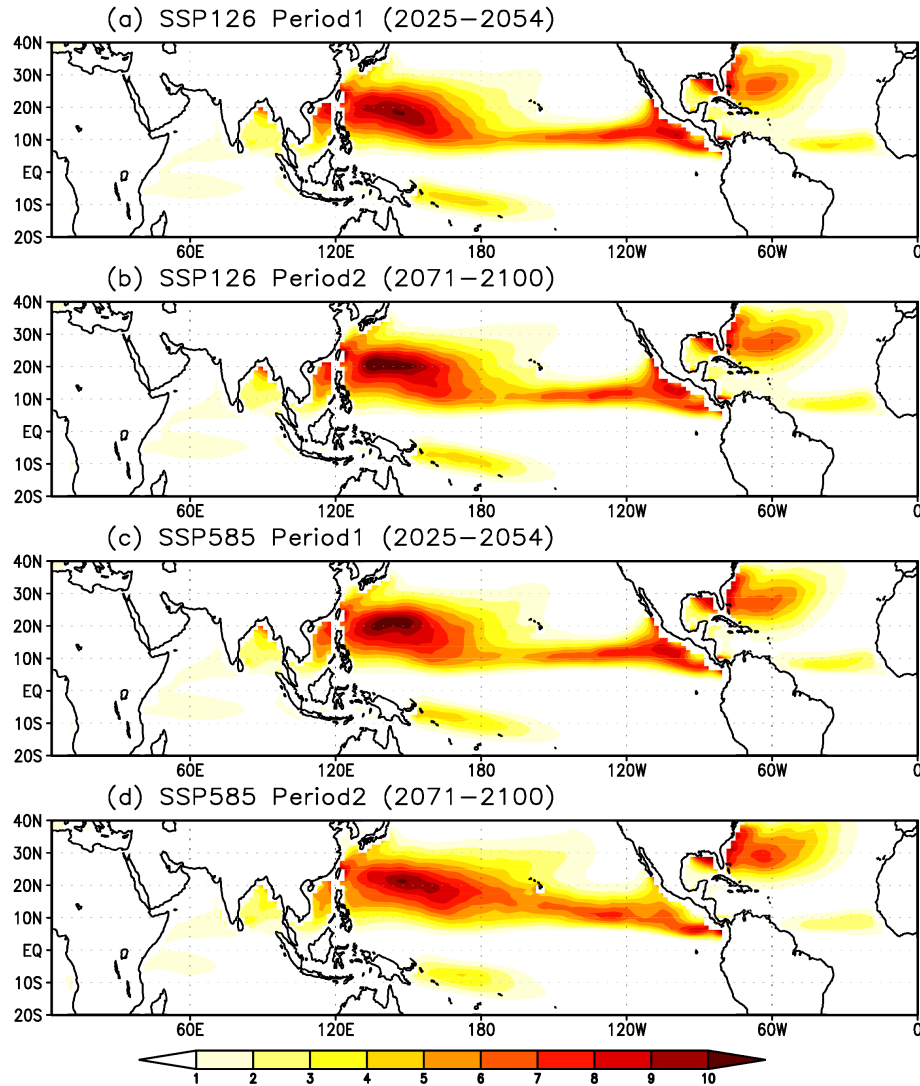 (a) SSP126 Period1 (2025−2054)
40N
30N
20N
10N
EQ
10S
20S
60E 120E 180 120W 60W 0
(b) SSP126 Period2 (2071−2100)
40N
30N
20N
10N
EQ
10S
20S
60E 120E 180 120W 60W 0
(c) SSP585 Period1 (2025−2054)
40N
30N
20N
10N
EQ
10S
20S
60E 120E 180 120W 60W 0
(d) SSP585 Period2 (2071−2100)
40N
30N
20N
10N
EQ
10S
20S
60E 120E 180 120W 60W 0
1 2 3 4 5 6 7 8 9 10